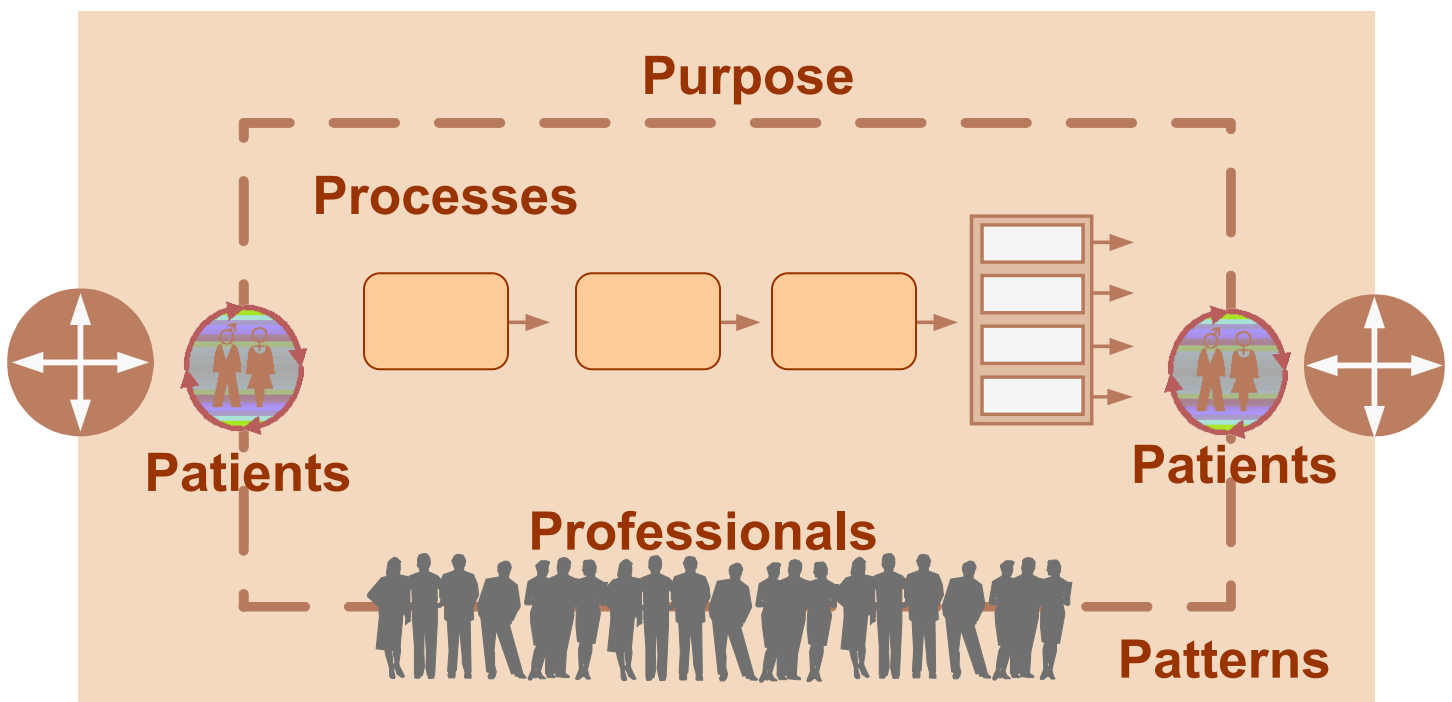 Purpose
Processes
Patients
Patients
Professionals
Patterns